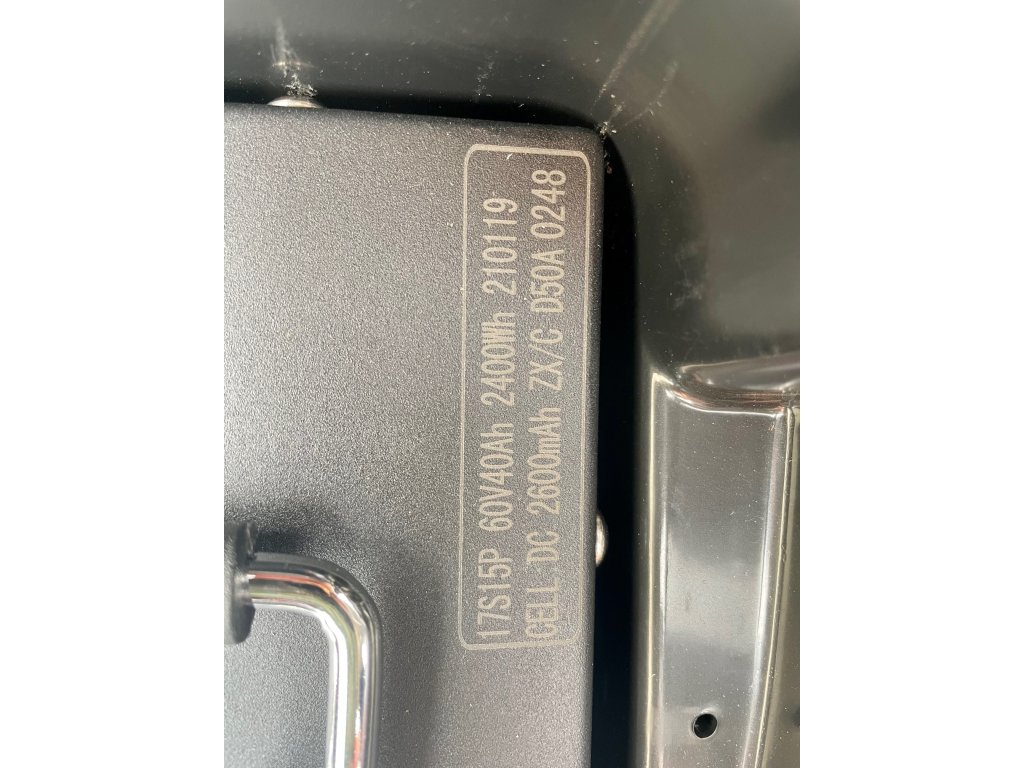 17S15P 60V40Ah 2400Wh 210119
CELL DC 2600mAh ZX/C D50A 0248